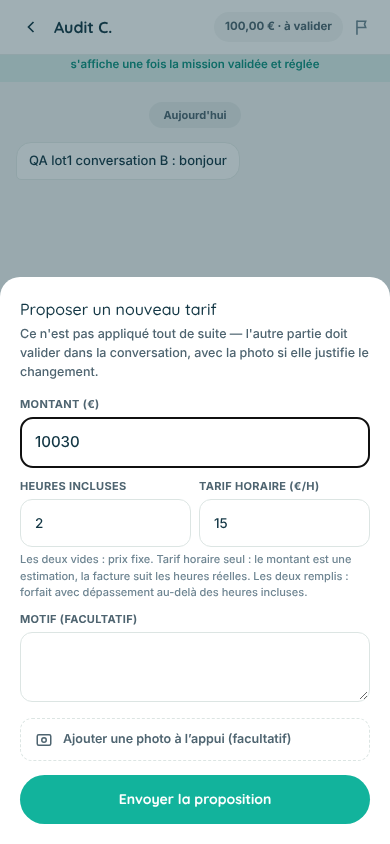 Audit C.
100,00 € · à valider
s'affiche une fois la mission validée et réglée
Aujourd'hui
QA lot1 conversation B : bonjour
Proposer un nouveau tarif
Ce n'est pas appliqué tout de suite — l'autre partie doit
valider dans la conversation, avec la photo si elle justifie le
changement.
MONTANT (€)
10030
HEURES INCLUSES
TARIF HORAIRE (€/H)
2
15
Les deux vides : prix fixe. Tarif horaire seul : le montant est une
estimation, la facture suit les heures réelles. Les deux remplis :
forfait avec dépassement au-delà des heures incluses.
MOTIF (FACULTATIF)
Ajouter une photo à l'appui (facultatif)
Envoyer la proposition